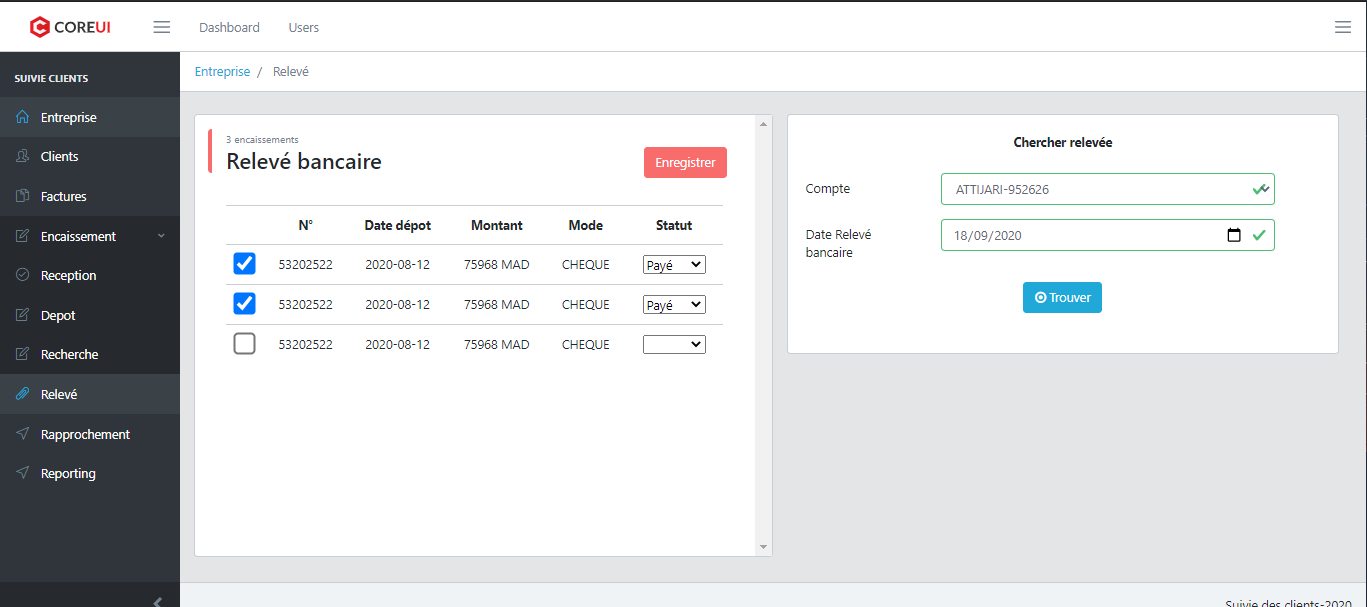 COREUI
Dashboard Users
SUIVIE CLIENTS
Entreprise
Clients
Factures
Encaissement
Reception
Depot
Recherche
Relevé
Rapprochement
Reporting
Entreprise / Relevé
3 encaissements
Relevé bancaire
Enregistrer
N° Date dépot Montant Mode Statut
53202522 2020-08-12 75968 MAD CHEQUE Payé
53202522 2020-08-12 75968 MAD CHEQUE Payé
53202522 2020-08-12 75968 MAD CHEQUE
Chercher relevée
Compte ATTIJARI-952626
Date Relevé 18/09/2020
bancaire
Trouver
Suivie des clients-2020